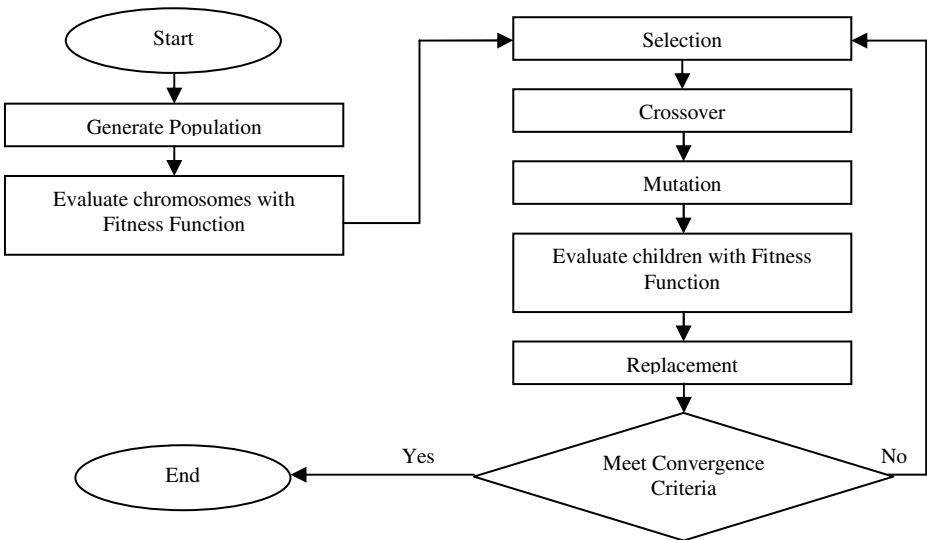 Start
Generate Population
Evaluate chromosomes with
Fitness Function
Selection
Crossover
Mutation
Evaluate children with Fitness
Function
Replacement
Meet Convergence
Criteria
Yes
No
End